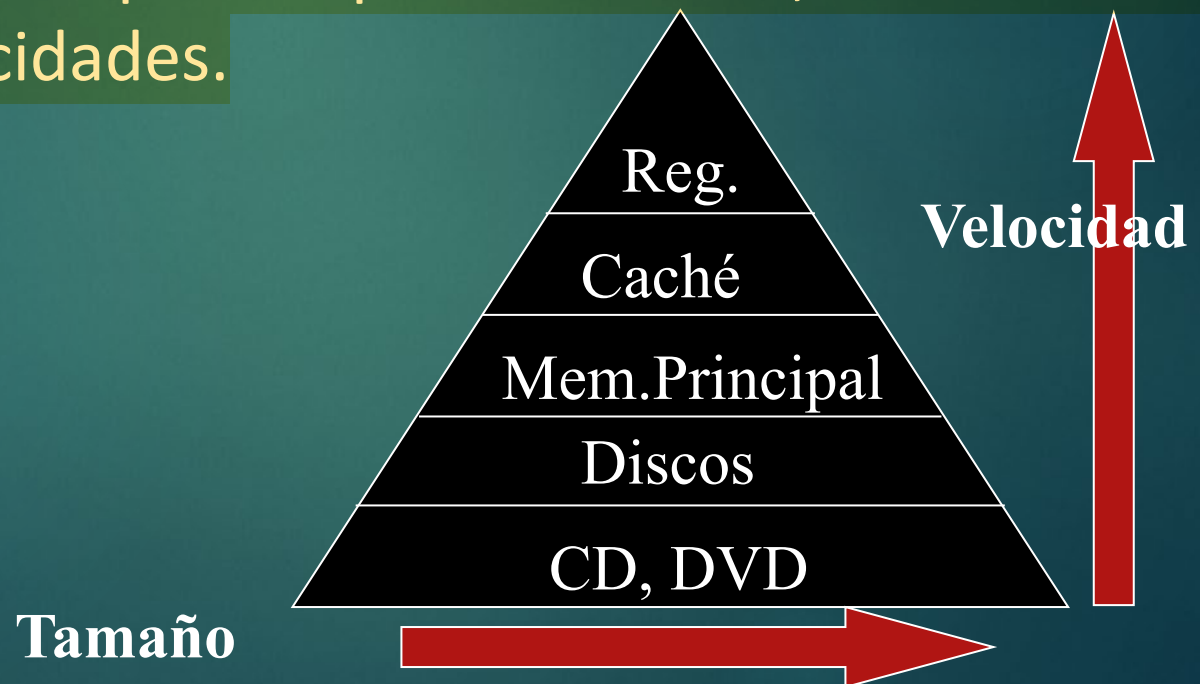 cidades.
Reg.
Caché
Velocidad
Mem.Principal
Discos
CD, DVD
Tamaño